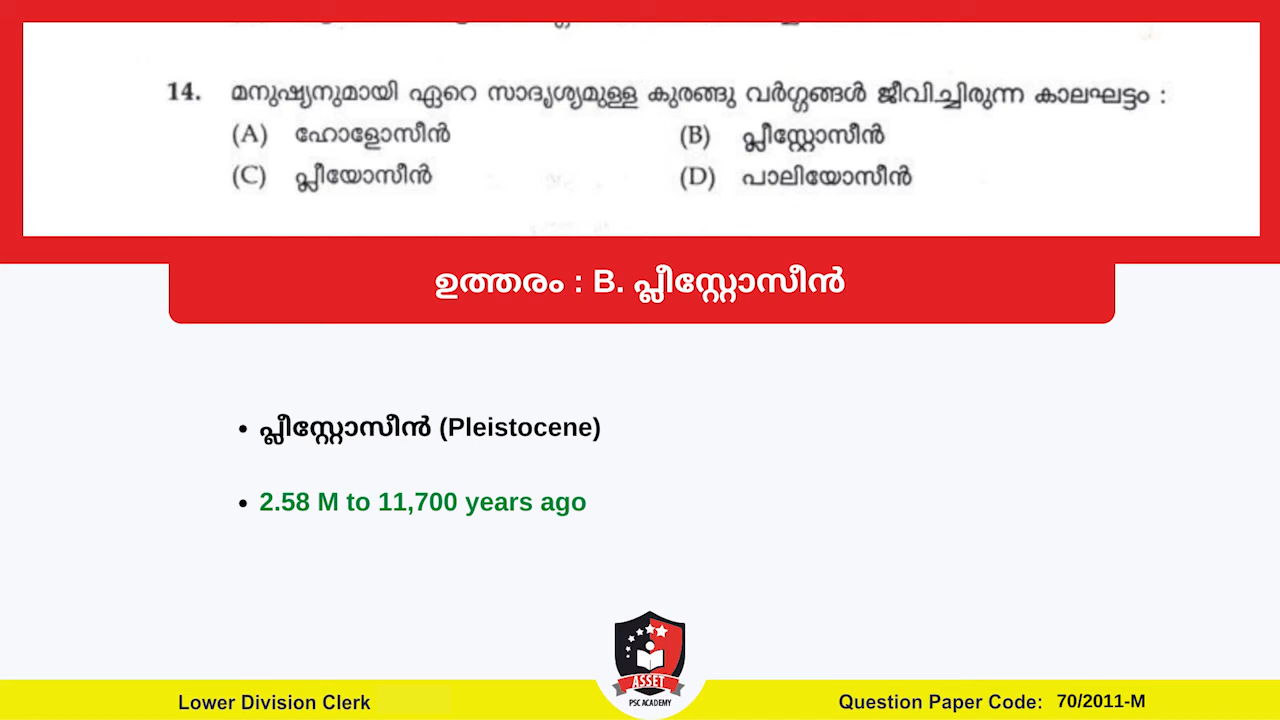 14. മനുഷ്യനുമായി ഏറെ സാദൃശ്യമുള്ള കുരങ്ങു വർഗ്ഗങ്ങൾ ജീവിച്ചിരുന്ന കാലഘട്ടം :
(A) ഹോളോസീൻ (B) പ്ലീസ്റ്റോസീൻ
(C) പ്ലീയോസീൻ (D) പാലിയോസീൻ
ഉത്തരം : B. പ്ലീസ്റ്റോസീൻ
• പ്ലീസ്റ്റോസീൻ (Pleistocene)
• 2.58 M to 11,700 years ago
ASSET
PSC ACADEMY
Lower Division Clerk
Question Paper Code: 70/2011-M